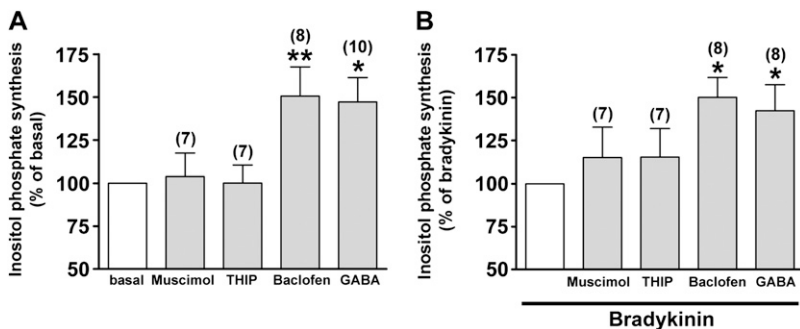 A
Inositol phosphate synthesis
(% of basal)
175
150
125
100
75
50
(7)
(7)
(8)
**
(10)
*
basal Muscimol THIP Baclofen GABA
B
Inositol phosphate synthesis
(% of bradykinin)
175
150
125
100
75
50
(7)
(7)
(8)
*
(8)
*
Muscimol THIP Baclofen GABA
Bradykinin